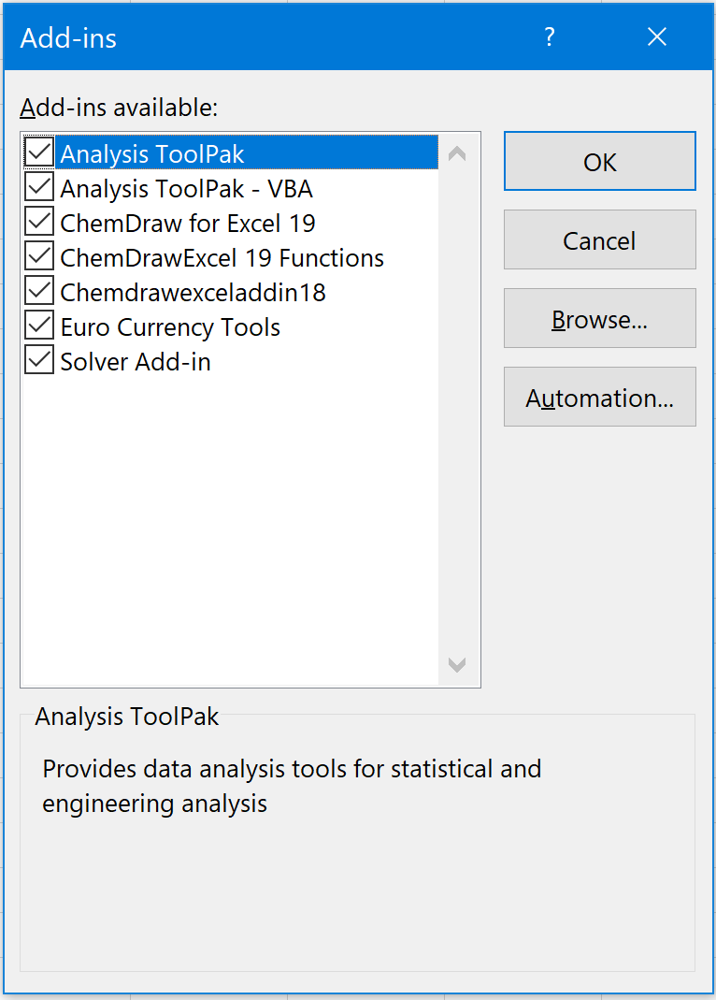 Add-ins
?
Add-ins available:
Analysis ToolPak
Analysis ToolPak - VBA
ChemDraw for Excel 19
ChemDrawExcel 19 Functions
Chemdrawexceladdin18
Euro Currency Tools
Solver Add-in
OK
Cancel
Browse...
Automation...
Analysis ToolPak
Provides data analysis tools for statistical and
engineering analysis